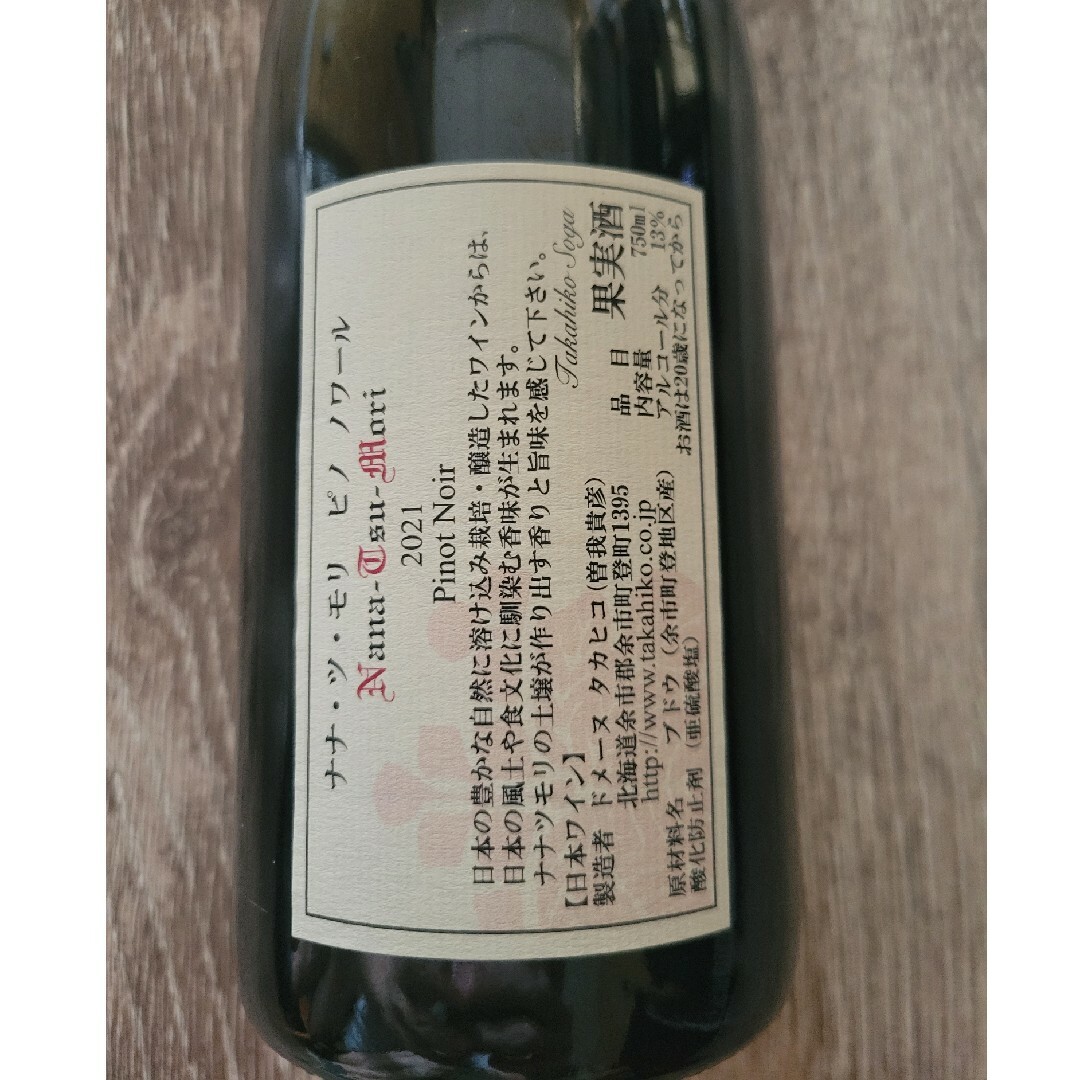 ナナ・ツ・モリ ピノ ノワール
Nana-Tsu-Mori
2021
Pinot Noir
日本の豊かな自然に溶け込み栽培・醸造したワインからは、
日本の風土や食文化に馴染む香味が生まれます。
ナナツモリの土壌が作り出す香りと旨味を感じて下さい。
Takahiko Soga
【日本ワイン】
品目 果実酒
製造者 ドメーヌ タカヒコ(曽我貴彦)
内容量 750ml
北海道余市郡余市町登町1395
アルコール分 13%
http://www.takahiko.co.jp
お酒は20歳になってから
原材料名 ブドウ(余市町登地区産)
酸化防止剤(亜硫酸塩)